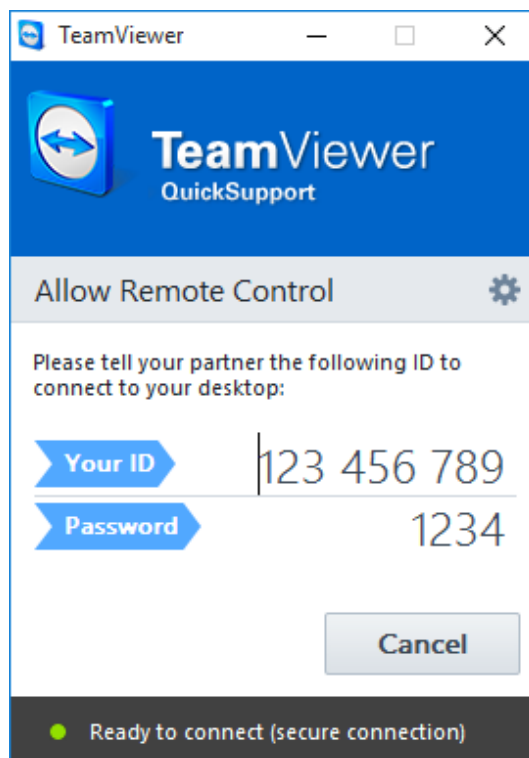 TeamViewer
TeamViewer
QuickSupport
Allow Remote Control
Please tell your partner the following ID to
connect to your desktop:
Your ID 123 456 789
Password 1234
Cancel
Ready to connect (secure connection)